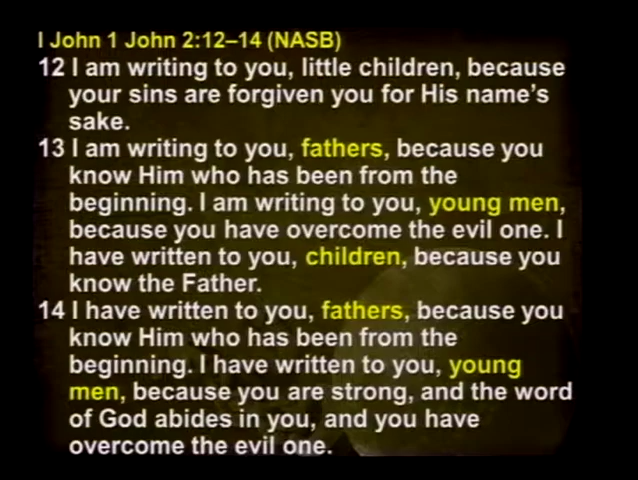 I John 1 John 2:12–14 (NASB)
12 I am writing to you, little children, because
your sins are forgiven you for His name's
sake.
13 I am writing to you, fathers, because you
know Him who has been from the
beginning. I am writing to you, young men,
because you have overcome the evil one. I
have written to you, children, because you
know the Father.
14 I have written to you, fathers, because you
know Him who has been from the
beginning. I have written to you, young
men, because you are strong, and the word
of God abides in you, and you have
overcome the evil one.